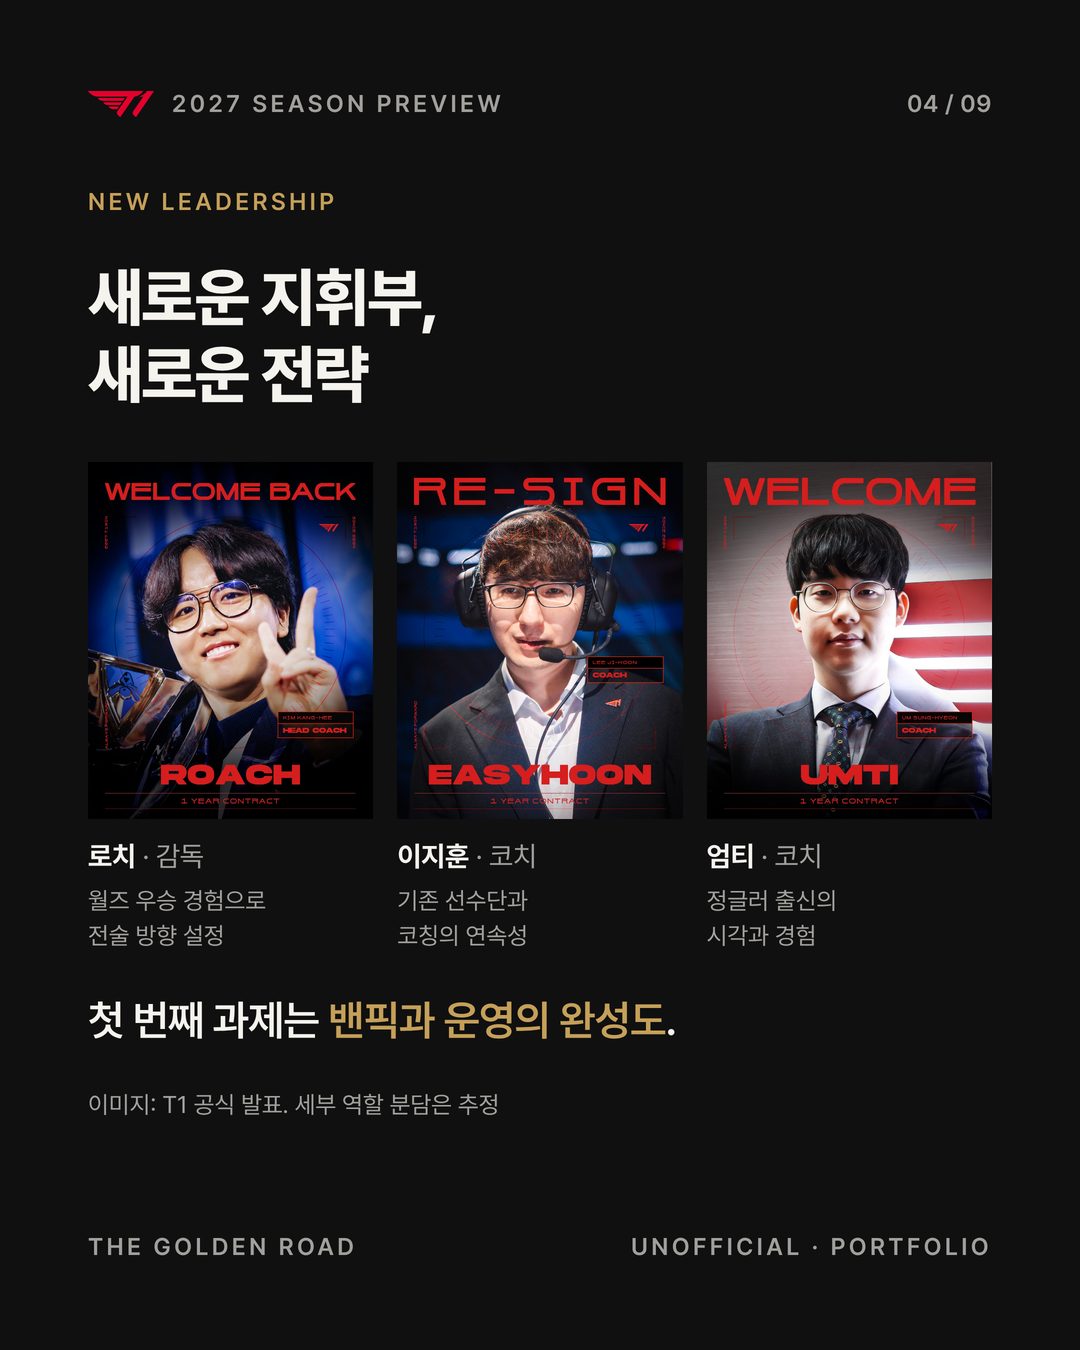 T1 2027 SEASON PREVIEW
04 / 09
NEW LEADERSHIP
새로운 지휘부,
새로운 전략
WELCOME BACK
KIM KANG-HEE
HEAD COACH
ROACH
1 YEAR CONTRACT
RE-SIGN
LEE JI-HOON
COACH
EASYHOON
1 YEAR CONTRACT
WELCOME
UM SUNG-HYEON
COACH
UMTI
1 YEAR CONTRACT
로치 · 감독
월즈 우승 경험으로
전술 방향 설정
이지훈 · 코치
기존 선수단과
코칭의 연속성
엄티 · 코치
정글러 출신의
시각과 경험
첫 번째 과제는 밴픽과 운영의 완성도.
이미지: T1 공식 발표. 세부 역할 분담은 추정
THE GOLDEN ROAD
UNOFFICIAL · PORTFOLIO